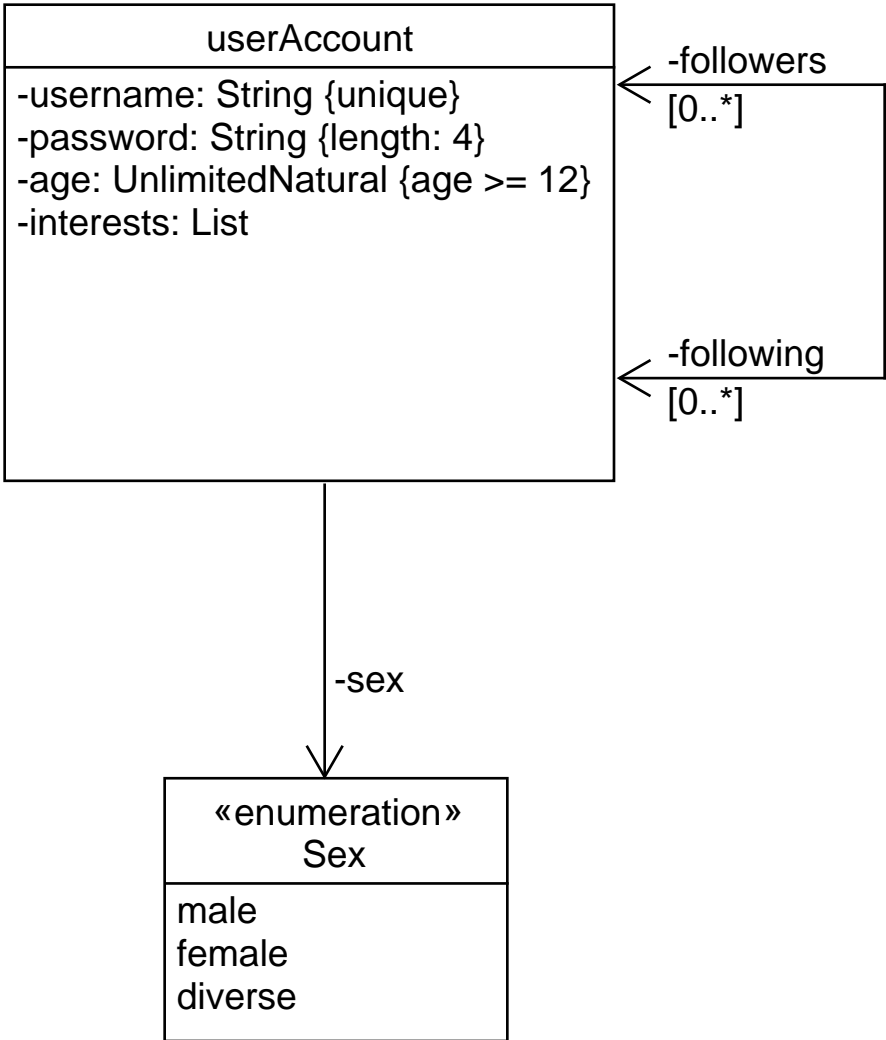 userAccount
-username: String {unique}
-password: String {length: 4}
-age: UnlimitedNatural {age >= 12}
-interests: List
-followers
[0..*]
-following
[0..*]
-sex
«enumeration»
Sex
male
female
diverse